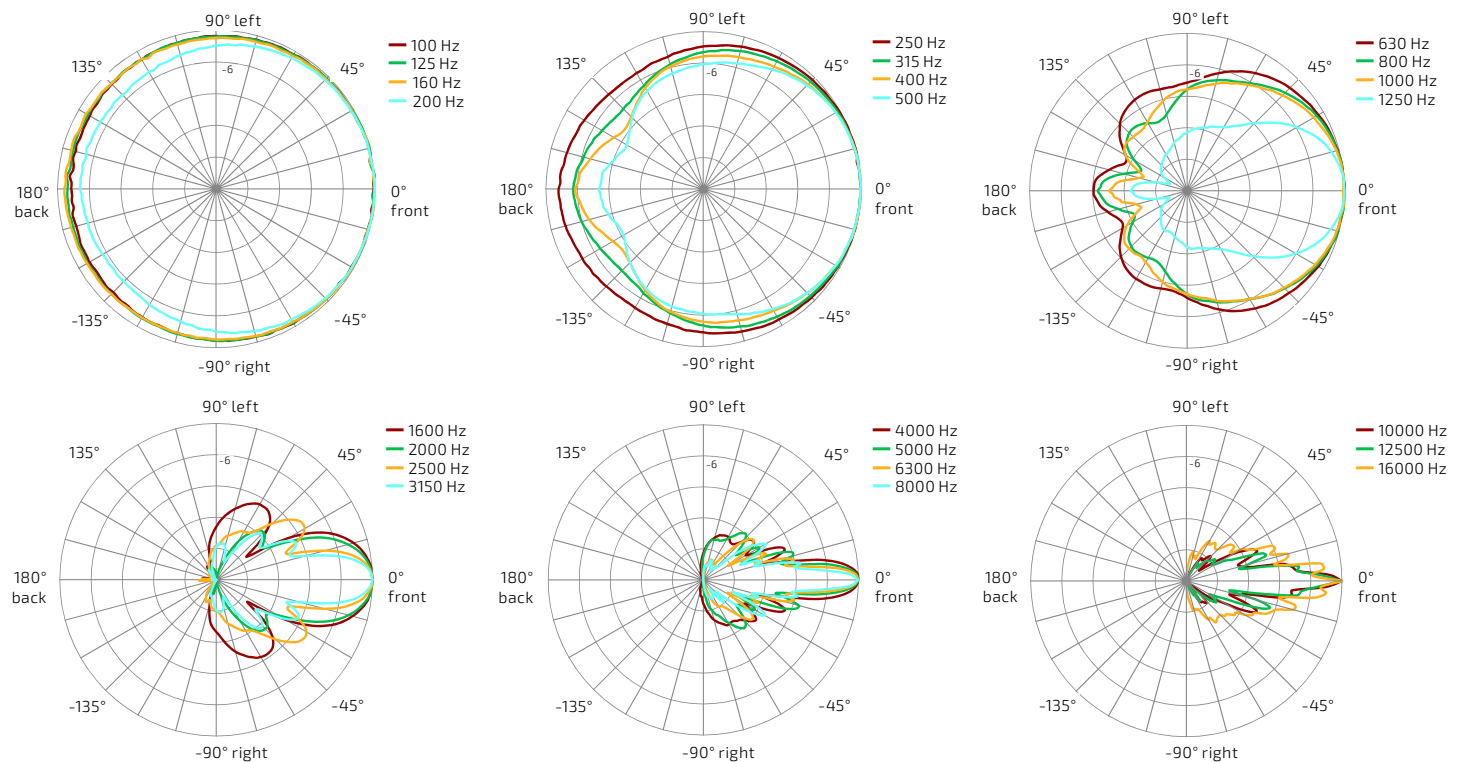 90° left
135°
45°
-6
180°
back
0°
front
-135°
-45°
-90° right
100 Hz
125 Hz
160 Hz
200 Hz
90° left
135°
45°
-6
180°
back
0°
front
-135°
-45°
-90° right
250 Hz
315 Hz
400 Hz
500 Hz
90° left
135°
45°
-6
180°
back
0°
front
-135°
-45°
-90° right
630 Hz
800 Hz
1000 Hz
1250 Hz
90° left
135°
45°
-6
180°
back
0°
front
-135°
-45°
-90° right
1600 Hz
2000 Hz
2500 Hz
3150 Hz
90° left
135°
45°
-6
180°
back
0°
front
-135°
-45°
-90° right
4000 Hz
5000 Hz
6300 Hz
8000 Hz
90° left
135°
45°
-6
180°
back
0°
front
-135°
-45°
-90° right
10000 Hz
12500 Hz
16000 Hz